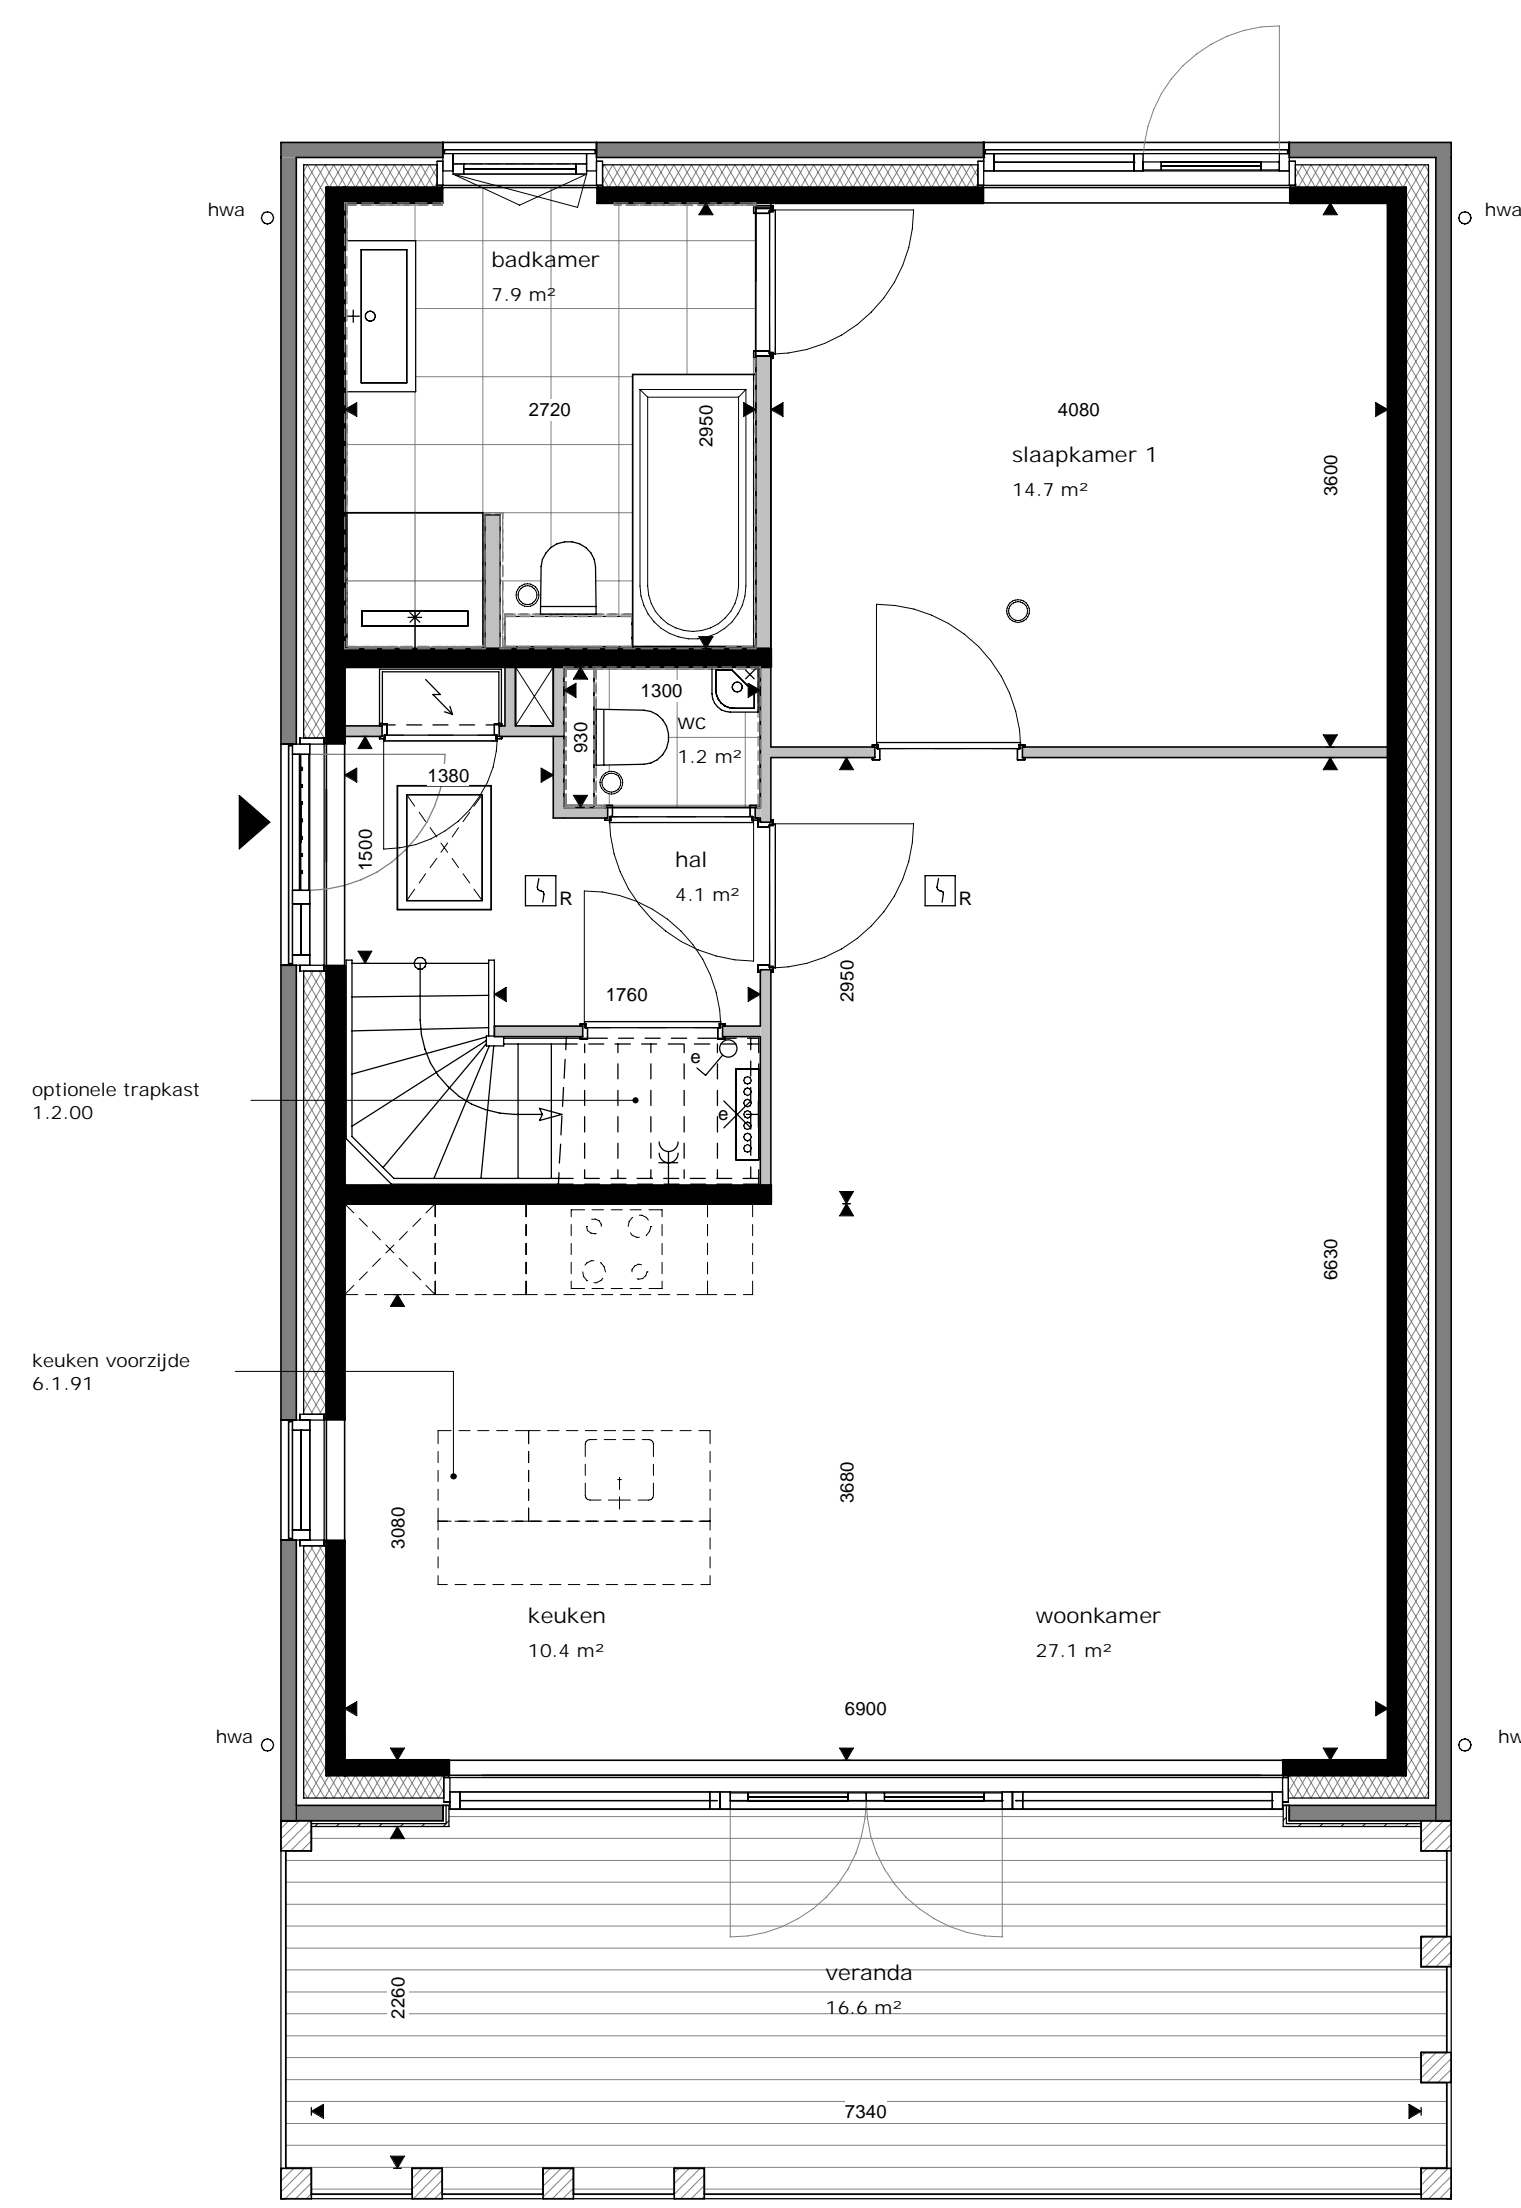 hwa
hwa
badkamer
7.9 m²
2720
2950
4080
slaapkamer 1
14.7 m²
3600
1300
930
wc
1.2 m²
1380
1500
hal
4.1 m²
R
R
1760
2950
e
e
optionele trapkast
1.2.00
6630
keuken voorzijde
6.1.91
3680
3080
keuken
10.4 m²
woonkamer
27.1 m²
6900
hwa
hw
veranda
16.6 m²
2260
7340